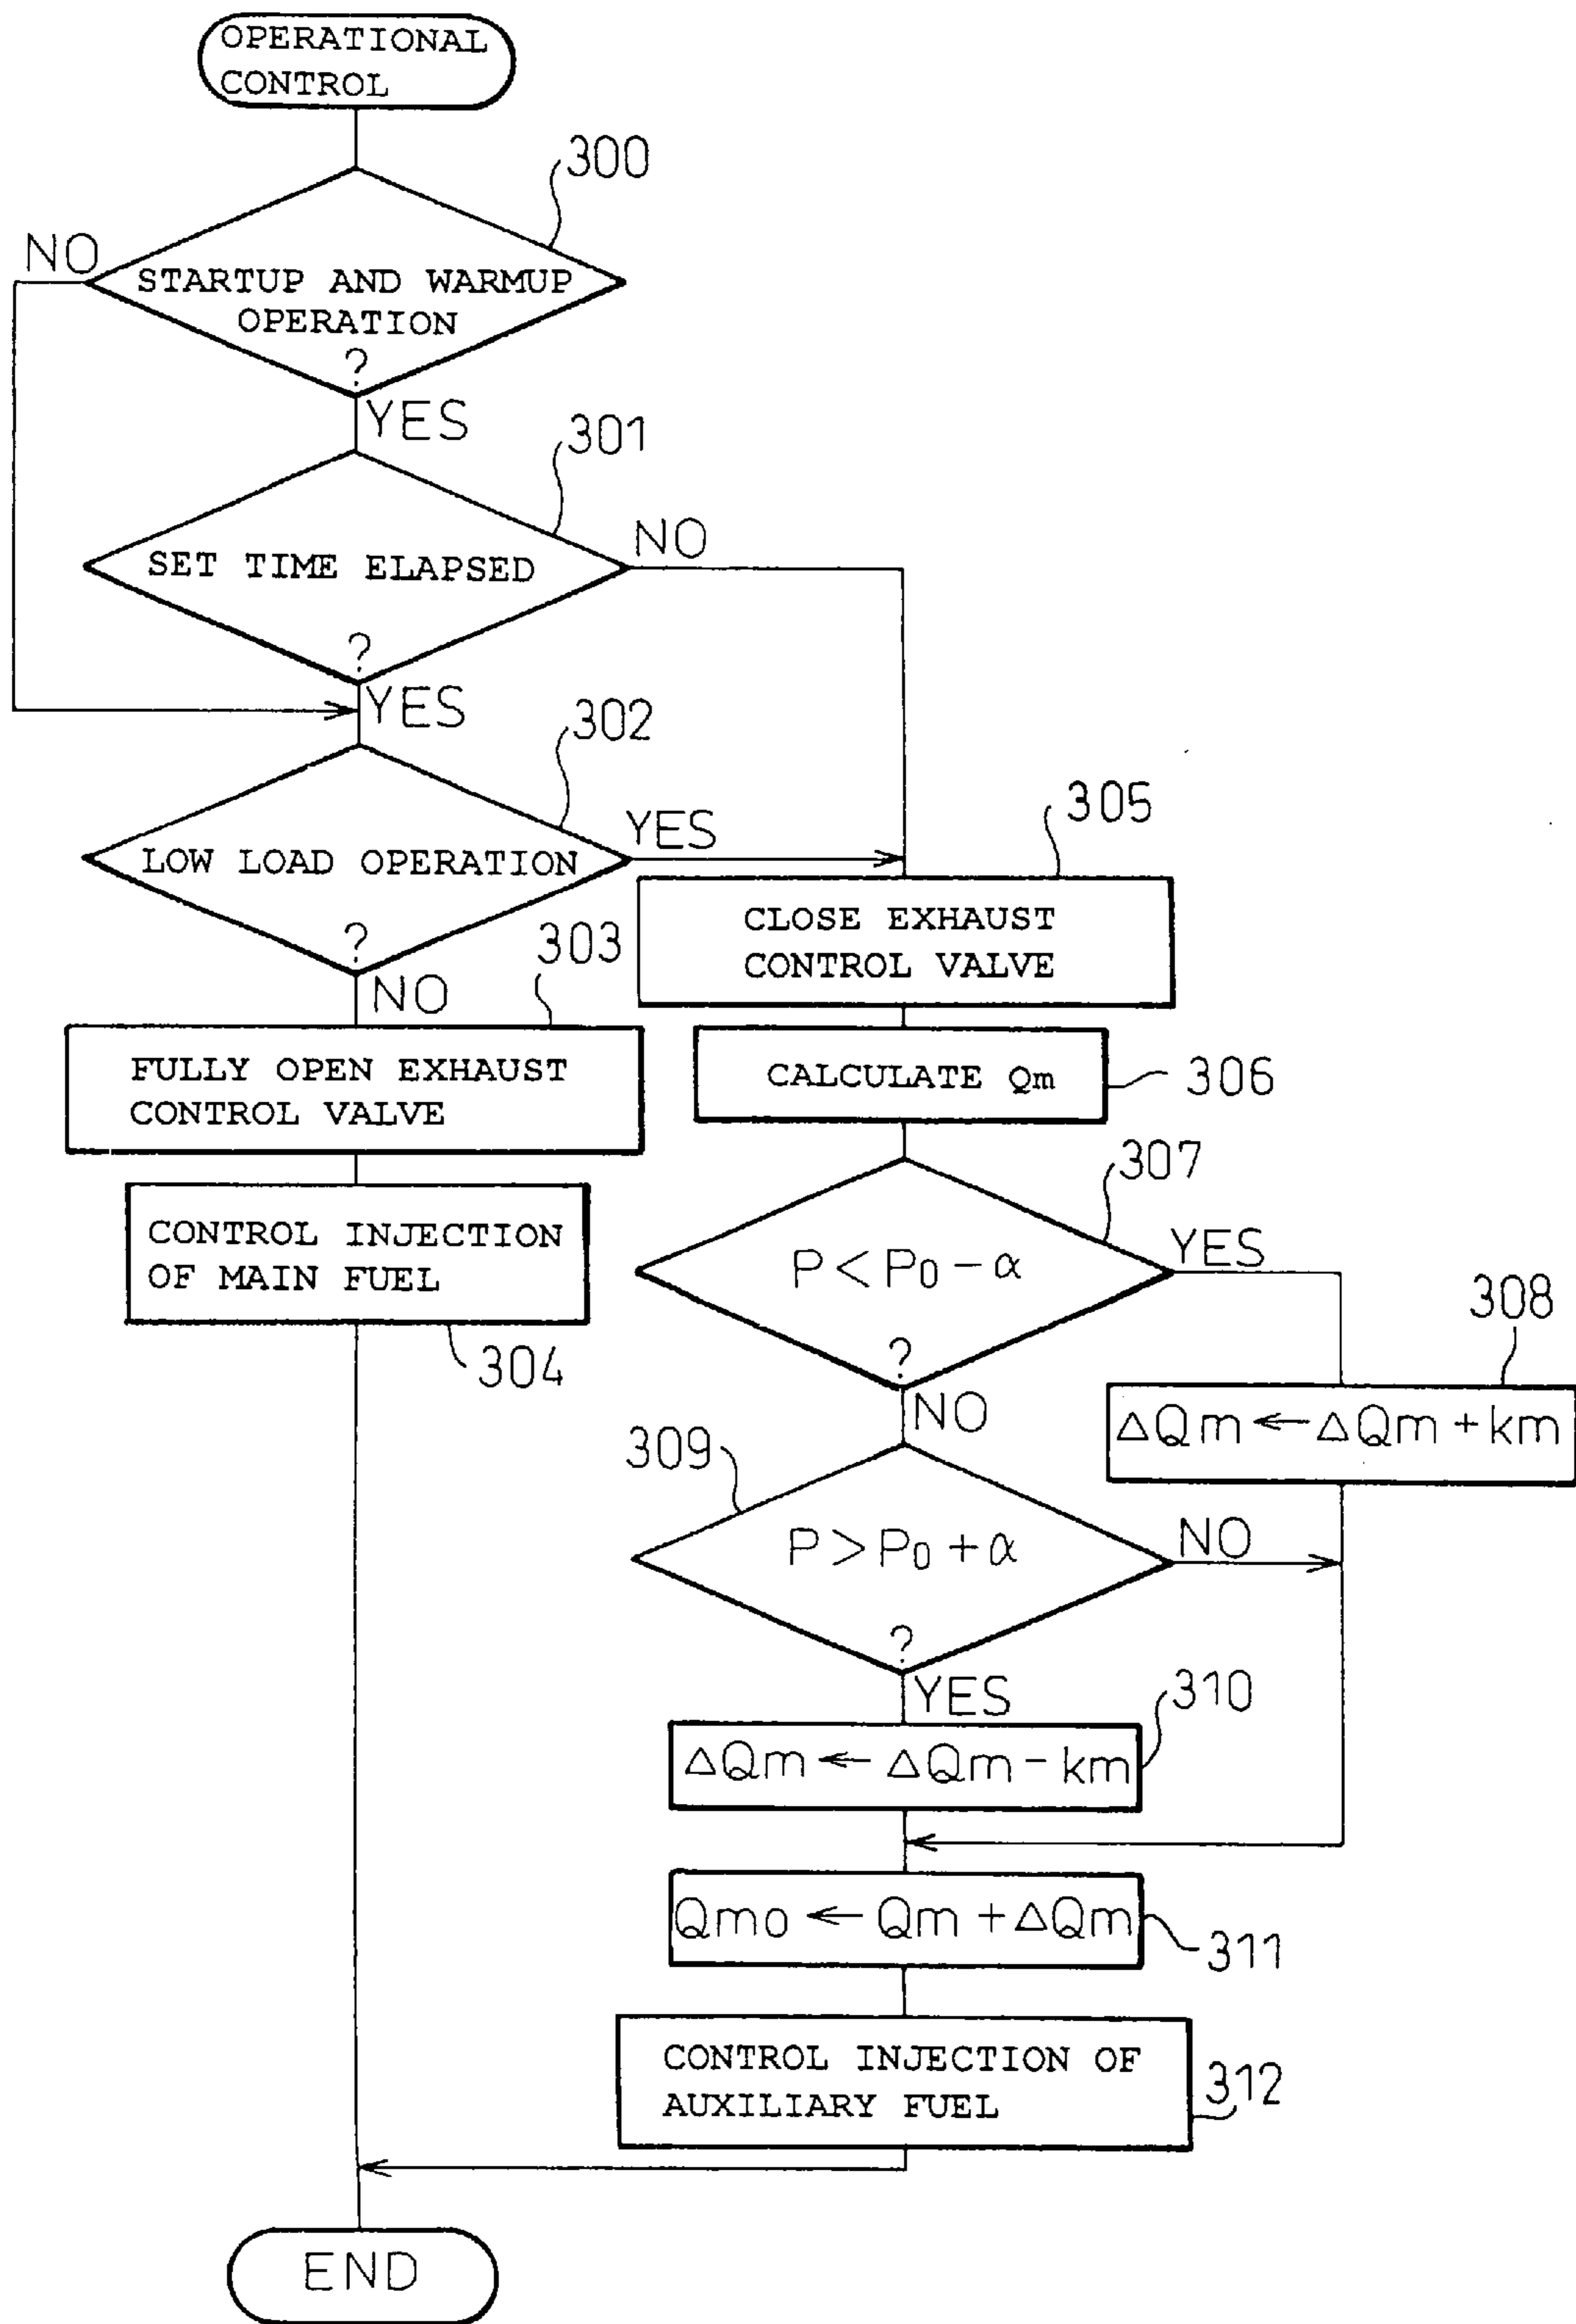 OPERATIONAL
CONTROL
300
NO
STARTUP AND WARMUP
OPERATION
?
YES
301
NO
SET TIME ELAPSED
?
YES
302
YES
LOW LOAD OPERATION
?
NO
303
FULLY OPEN EXHAUST
CONTROL VALVE
CONTROL INJECTION
OF MAIN FUEL
304
305
CLOSE EXHAUST
CONTROL VALVE
CALCULATE Qm
306
307
P < P0 − α
YES
?
NO
308
ΔQm ← ΔQm + km
309
P > P0 + α
NO
?
YES
310
ΔQm ← ΔQm − km
Qmo ← Qm + ΔQm
311
CONTROL INJECTION OF
AUXILIARY FUEL
312
END